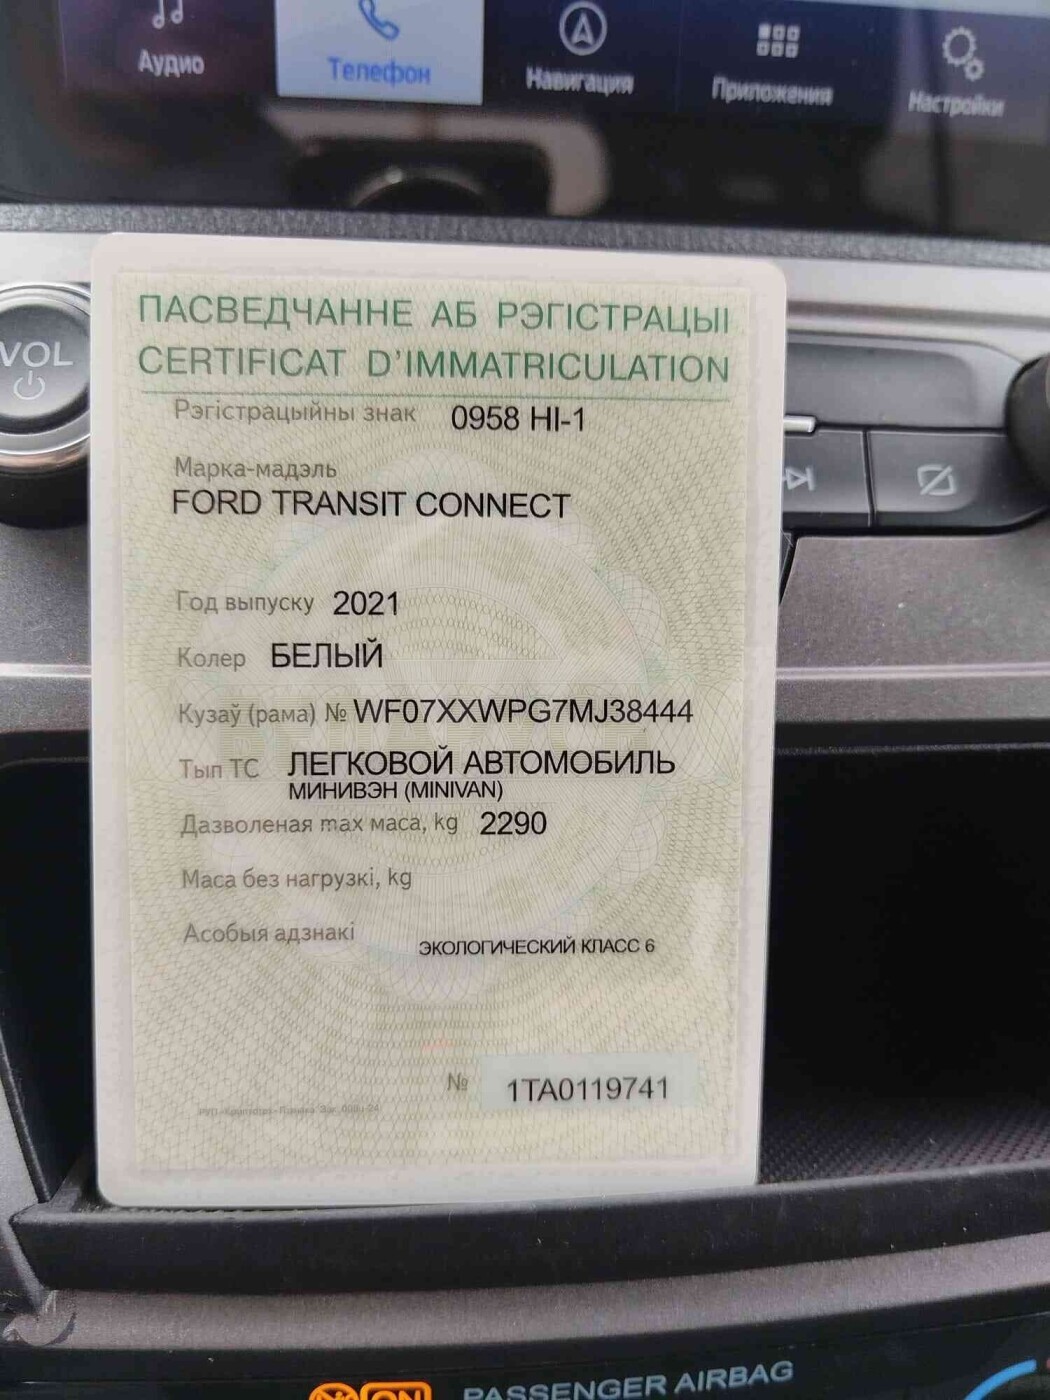 Аудио
Телефон
Навигация
Приложения
Настройки
VOL
ПАСВЕДЧАННЕ АБ РЭГІСТРАЦЫІ
CERTIFICAT D'IMMATRICULATION
Рэгістрацыйны знак 0958 HI-1
Марка-мадэль
FORD TRANSIT CONNECT
Год выпуску 2021
Колер БЕЛЫЙ
Кузаў (рама) № WF07XXWPG7MJ38444
Тып ТС ЛЕГКОВОЙ АВТОМОБИЛЬ
МИНИВЭН (MINIVAN)
Дазволеная max маса, kg 2290
Маса без нагрузкі, kg
Асобыя адзнакі
ЭКОЛОГИЧЕСКИЙ КЛАСС 6
№ 1TA0119741
ON PASSENGER AIRBAG